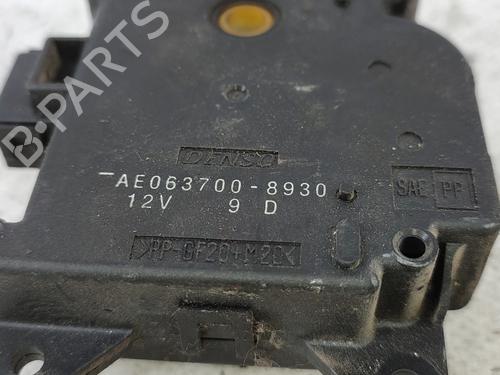 B-PARTS
DENSO
AE063700-8930
12V 9 D
SAE PP
>PP-GF20+M20<